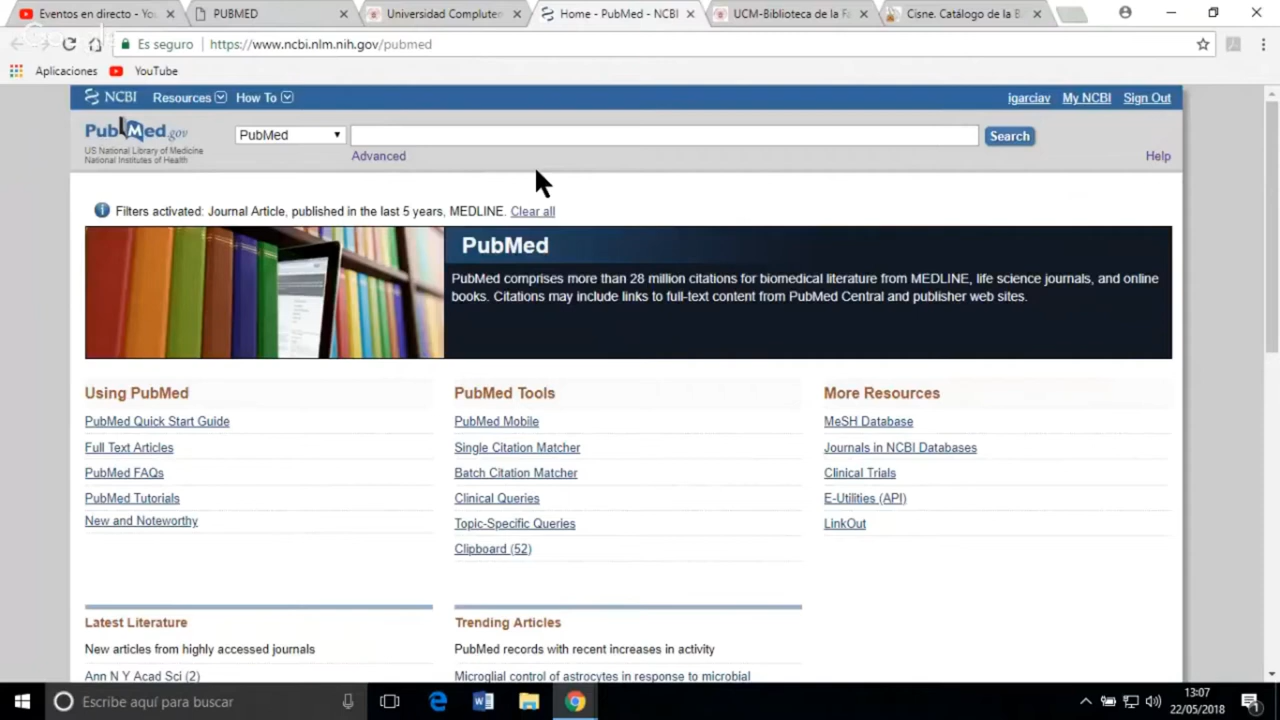 Eventos en directo - You
PUBMED
Universidad Complutens
Home - PubMed - NCBI
UCM-Biblioteca de la Fa
Cisne. Catálogo de la B
Es seguro
https://www.ncbi.nlm.nih.gov/pubmed
Aplicaciones
YouTube
NCBI
Resources
How To
igarciav
My NCBI
Sign Out
PubMed.gov
US National Library of Medicine
National Institutes of Health
PubMed
Search
Advanced
Help
Filters activated: Journal Article, published in the last 5 years, MEDLINE. Clear all
PubMed
PubMed comprises more than 28 million citations for biomedical literature from MEDLINE, life science journals, and online
books. Citations may include links to full-text content from PubMed Central and publisher web sites.
Using PubMed
PubMed Quick Start Guide
Full Text Articles
PubMed FAQs
PubMed Tutorials
New and Noteworthy
PubMed Tools
PubMed Mobile
Single Citation Matcher
Batch Citation Matcher
Clinical Queries
Topic-Specific Queries
Clipboard (52)
More Resources
MeSH Database
Journals in NCBI Databases
Clinical Trials
E-Utilities (API)
LinkOut
Latest Literature
New articles from highly accessed journals
Ann N Y Acad Sci (2)
Trending Articles
PubMed records with recent increases in activity
Microglial control of astrocytes in response to microbial
Escribe aquí para buscar
13:07
22/05/2018
1